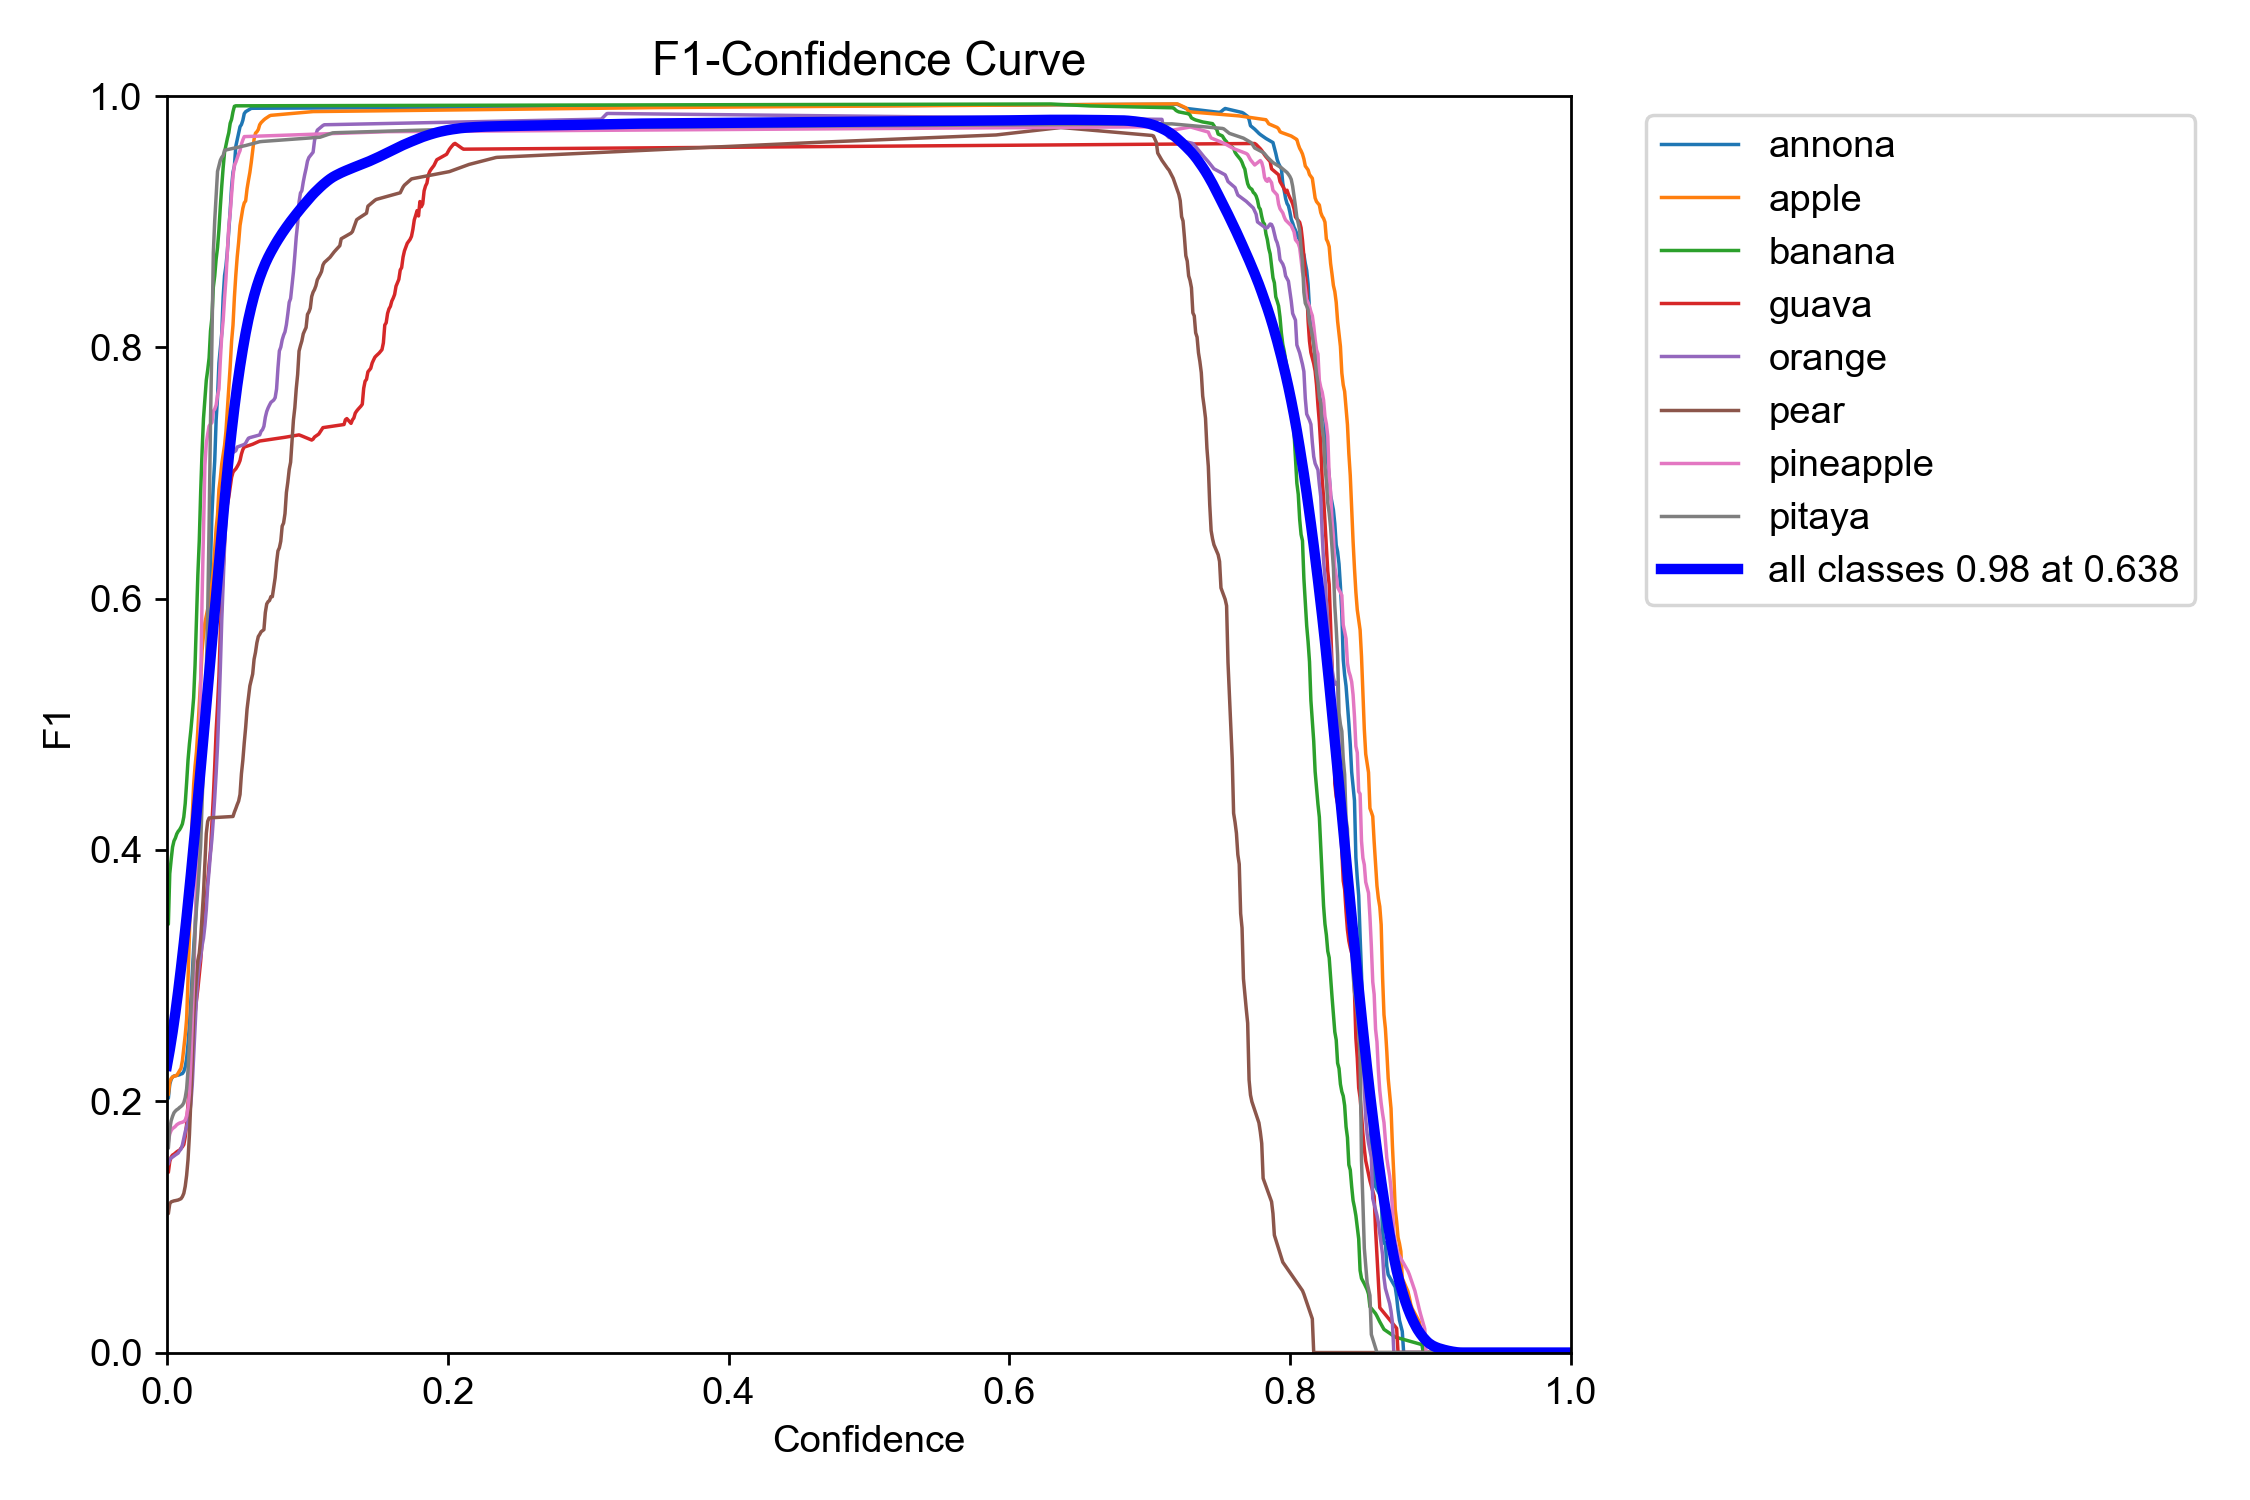 F1-Confidence Curve
1.0
0.8
0.6
0.4
0.2
0.0
F1
0.0 0.2 0.4 0.6 0.8 1.0
Confidence
annona
apple
banana
guava
orange
pear
pineapple
pitaya
all classes 0.98 at 0.638